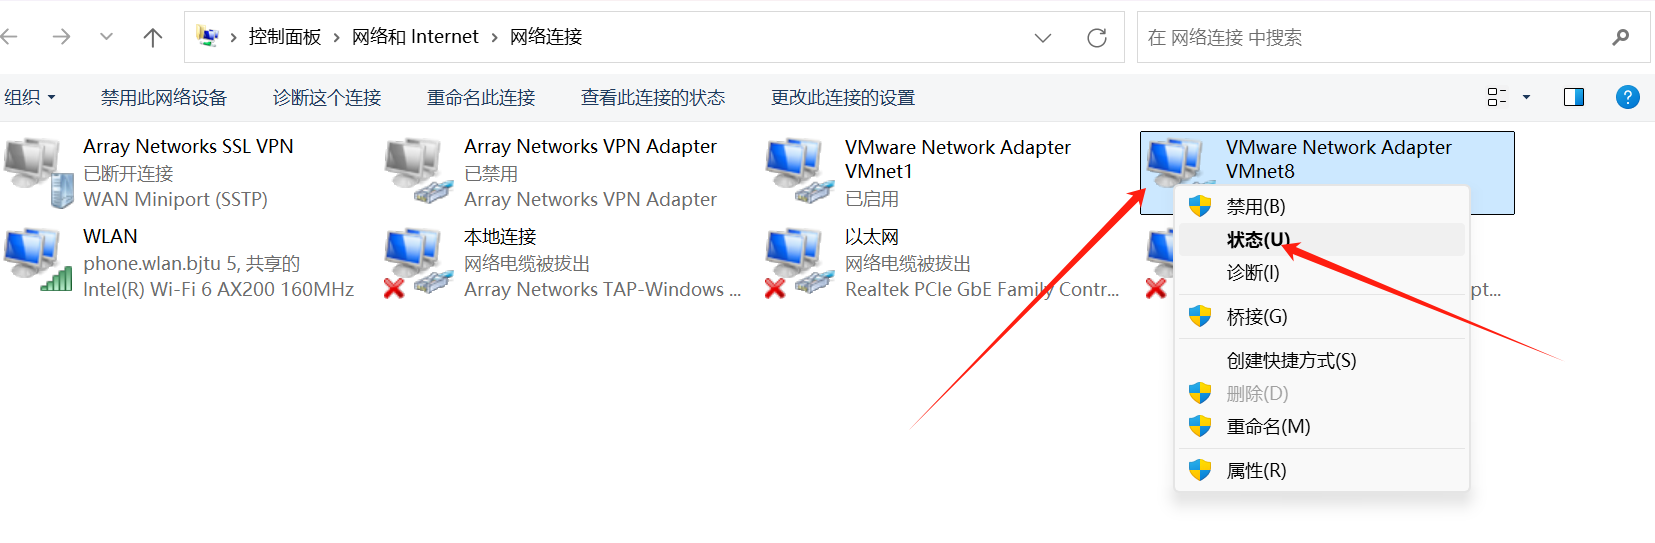 控制面板 > 网络和 Internet > 网络连接
在 网络连接 中搜索
组织 禁用此网络设备 诊断这个连接 重命名此连接 查看此连接的状态 更改此连接的设置
?
Array Networks SSL VPN
已断开连接
WAN Miniport (SSTP)
Array Networks VPN Adapter
已禁用
Array Networks VPN Adapter
VMware Network Adapter
VMnet1
已启用
VMware Network Adapter
VMnet8
WLAN
phone.wlan.bjtu 5, 共享的
Intel(R) Wi-Fi 6 AX200 160MHz
本地连接
网络电缆被拔出
Array Networks TAP-Windows ...
以太网
网络电缆被拔出
Realtek PCIe GbE Family Contr...
pt...
禁用(B)
状态(U)
诊断(I)
桥接(G)
创建快捷方式(S)
删除(D)
重命名(M)
属性(R)